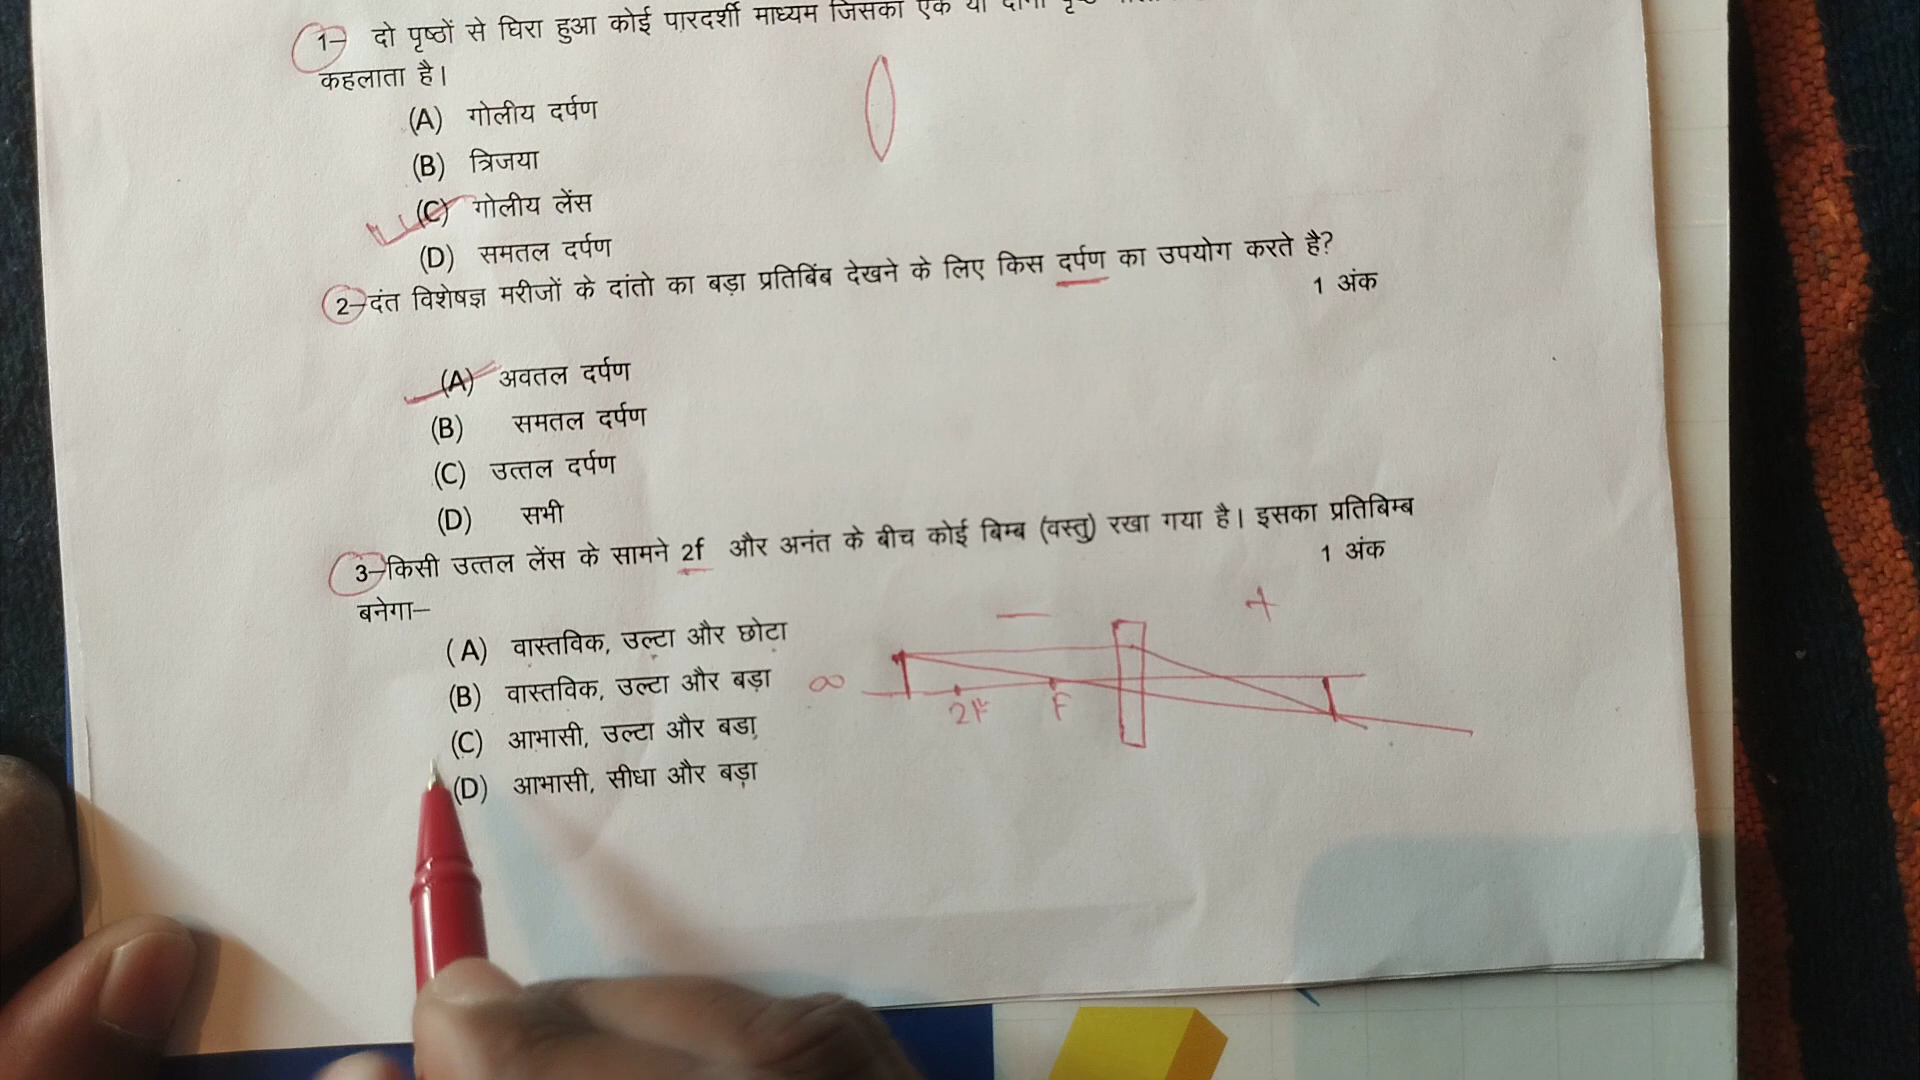 1– दो पृष्ठों से घिरा हुआ कोई पारदर्शी माध्यम जिसका एक या दोनों पृष्ठ
कहलाता है।
(A) गोलीय दर्पण
(B) त्रिजया
(C) गोलीय लेंस
(D) समतल दर्पण
2–दंत विशेषज्ञ मरीजों के दांतो का बड़ा प्रतिबिंब देखने के लिए किस दर्पण का उपयोग करते है?
1 अंक
(A) अवतल दर्पण
(B) समतल दर्पण
(C) उत्तल दर्पण
(D) सभी
3–किसी उत्तल लेंस के सामने 2f और अनंत के बीच कोई बिम्ब (वस्तु) रखा गया है। इसका प्रतिबिम्ब
1 अंक
बनेगा–
(A) वास्तविक, उल्टा और छोटा
(B) वास्तविक, उल्टा और बड़ा
(C) आभासी, उल्टा और बडा़
(D) आभासी, सीधा और बड़ा
– +
∞ 2F F